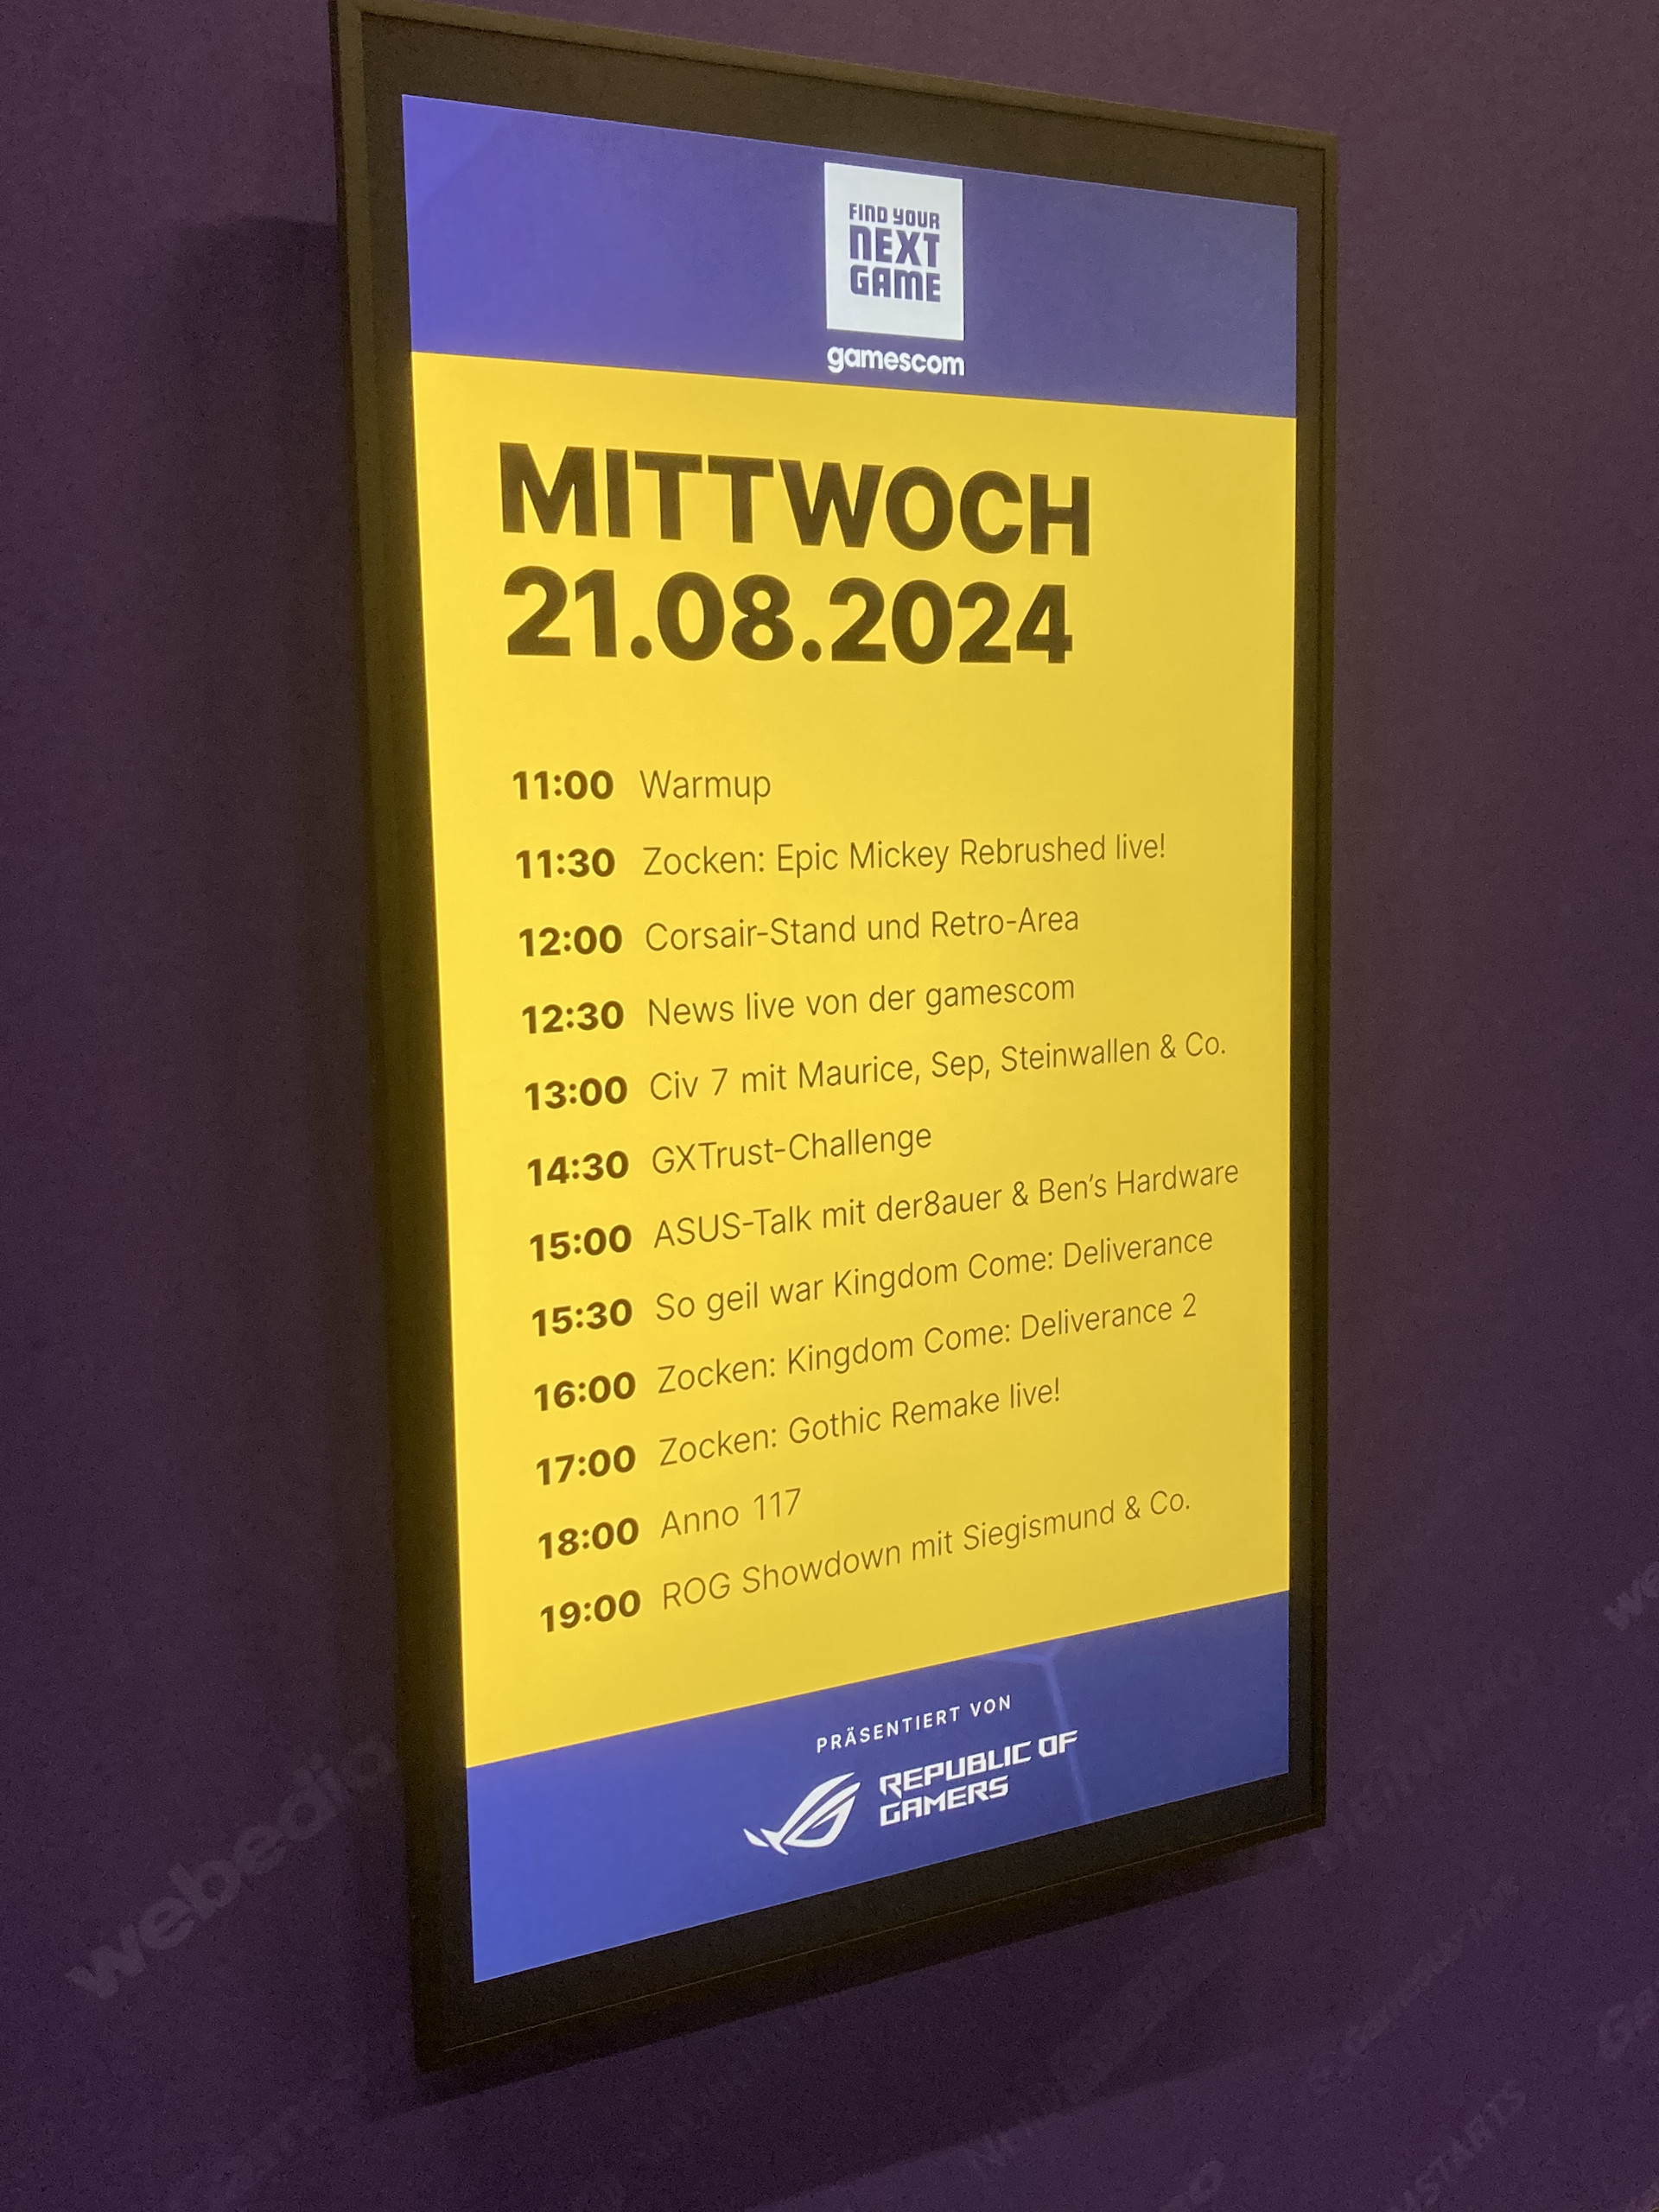 FIND YOUR
NEXT
GAME
gamescom
MITTWOCH
21.08.2024
11:00 Warmup
11:30 Zocken: Epic Mickey Rebrushed live!
12:00 Corsair-Stand und Retro-Area
12:30 News live von der gamescom
13:00 Civ 7 mit Maurice, Sep, Steinwallen & Co.
14:30 GXTrust-Challenge
15:00 ASUS-Talk mit der8auer & Ben's Hardware
15:30 So geil war Kingdom Come: Deliverance
16:00 Zocken: Kingdom Come: Deliverance 2
17:00 Zocken: Gothic Remake live!
18:00 Anno 117
19:00 ROG Showdown mit Siegismund & Co.
PRÄSENTIERT VON
REPUBLIC OF
GAMERS
webedia